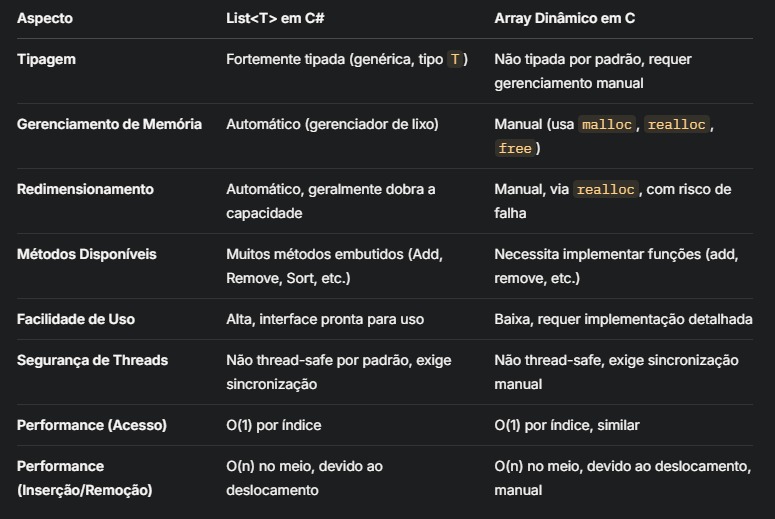 Aspecto List<T> em C# Array Dinâmico em C
Tipagem Fortemente tipada (genérica, tipo T ) Não tipada por padrão, requer
gerenciamento manual
Gerenciamento de Memória Automático (gerenciador de lixo) Manual (usa malloc , realloc ,
free )
Redimensionamento Automático, geralmente dobra a Manual, via realloc , com risco de
capacidade falha
Métodos Disponíveis Muitos métodos embutidos (Add, Necessita implementar funções (add,
Remove, Sort, etc.) remove, etc.)
Facilidade de Uso Alta, interface pronta para uso Baixa, requer implementação detalhada
Segurança de Threads Não thread-safe por padrão, exige Não thread-safe, exige sincronização
sincronização manual
Performance (Acesso) O(1) por índice O(1) por índice, similar
Performance O(n) no meio, devido ao O(n) no meio, devido ao deslocamento,
(Inserção/Remoção) deslocamento manual